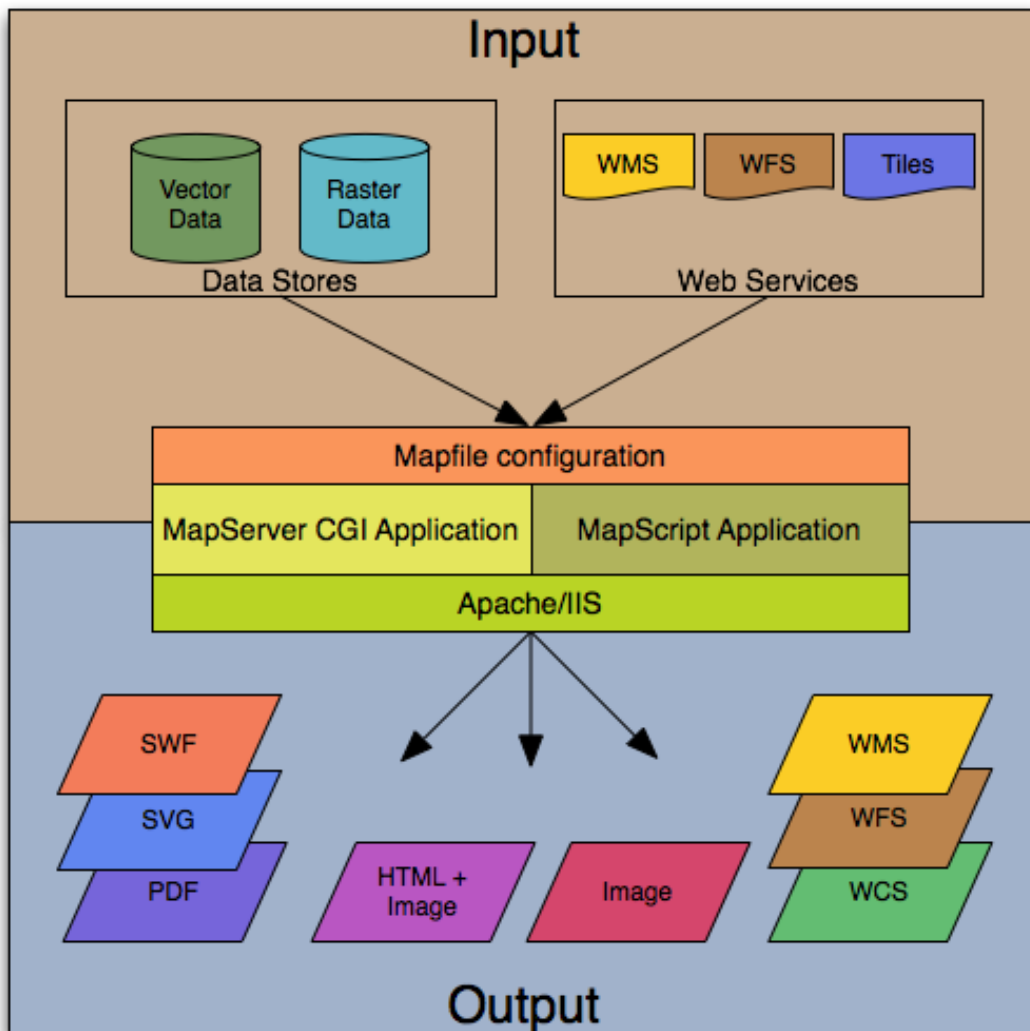 Input
Vector
Data
Raster
Data
Data Stores
WMS
WFS
Tiles
Web Services
Mapfile configuration
MapServer CGI Application
MapScript Application
Apache/IIS
SWF
SVG
PDF
HTML +
Image
Image
WMS
WFS
WCS
Output